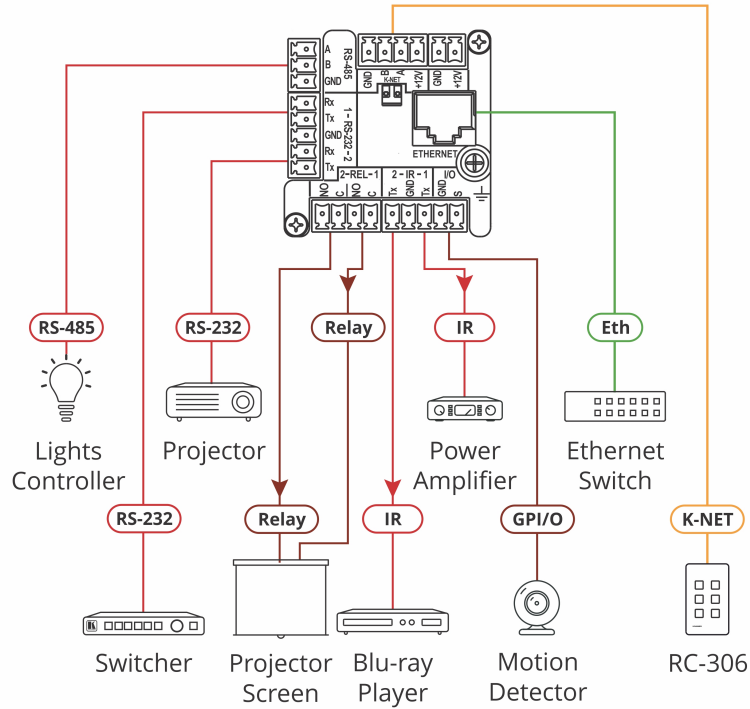 A
B
GND
RS-485
GND
B
A
+12V
GND
+12V
K-NET
Rx
Tx
GND
Rx
Tx
1 - RS-232 - 2
ETHERNET
2-REL-1
2 - IR - 1
I/O
NO
C
NO
C
Tx
GND
Tx
GND
S
RS-485
RS-232
Relay
IR
Eth
Lights
Controller
Projector
Power
Amplifier
Ethernet
Switch
RS-232
Relay
IR
GPI/O
K-NET
Switcher
Projector
Screen
Blu-ray
Player
Motion
Detector
RC-306